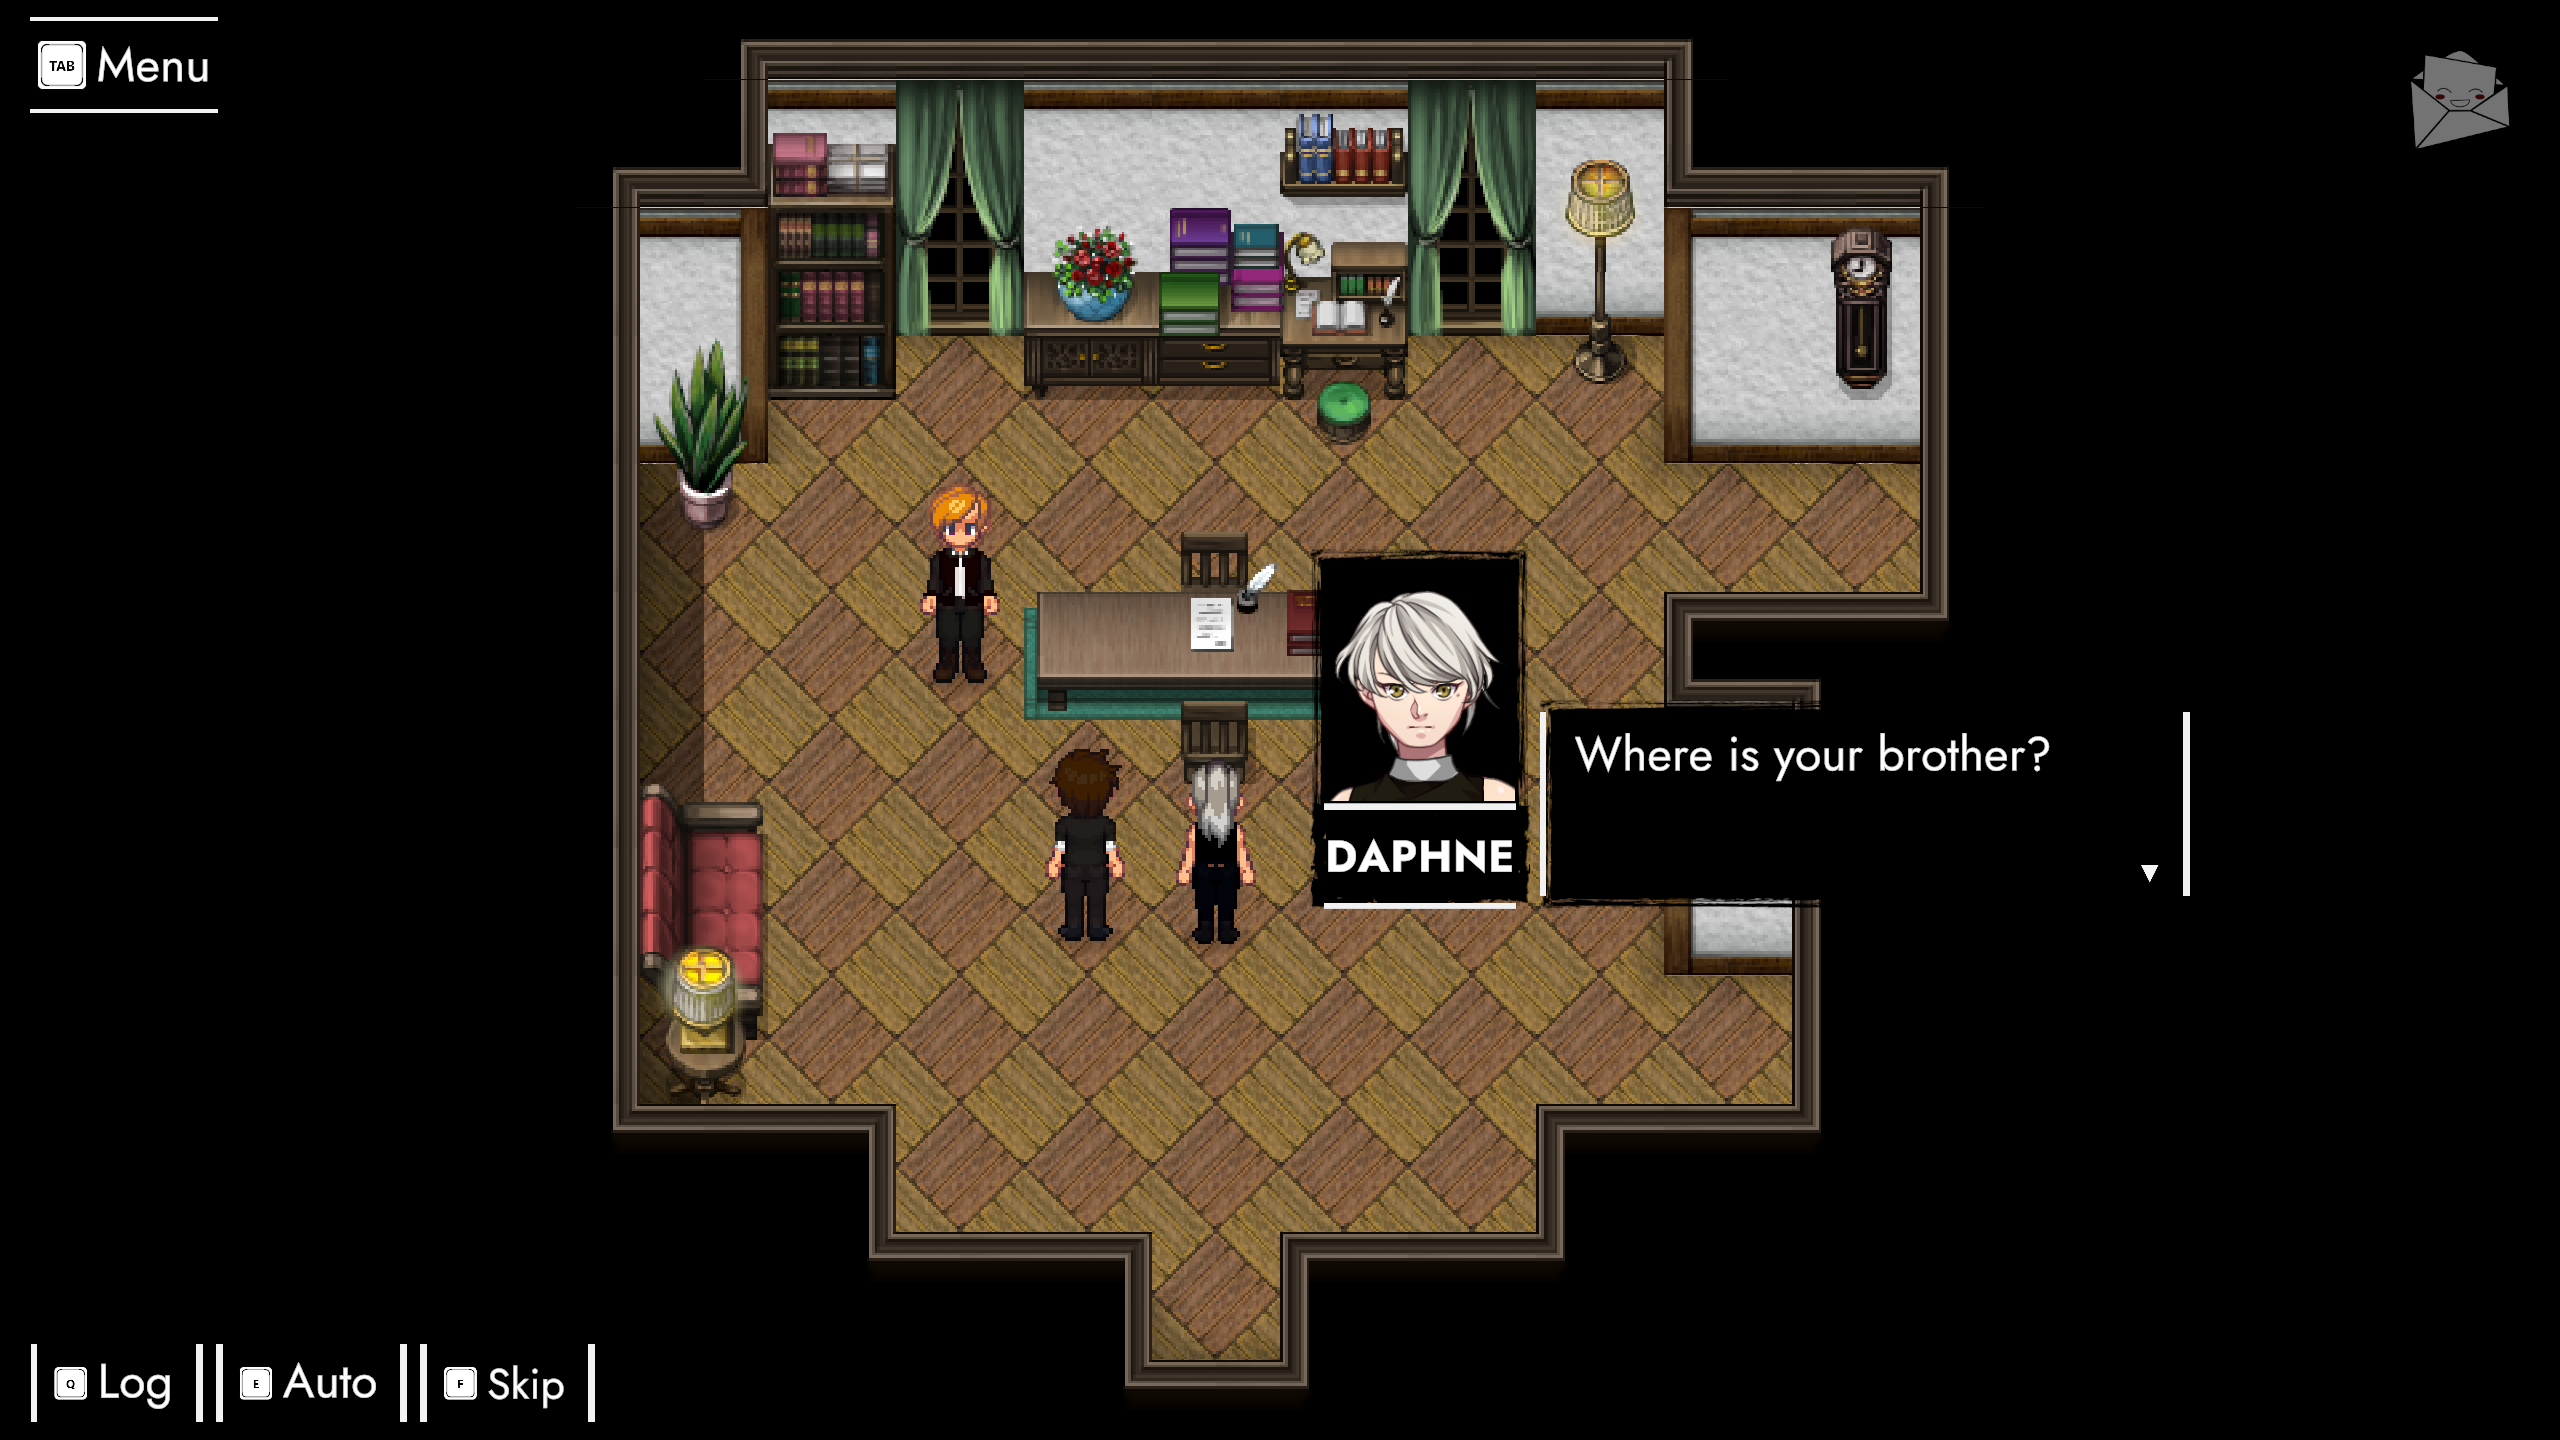 TAB Menu
Where is your brother?
DAPHNE
Q Log
E Auto
F Skip